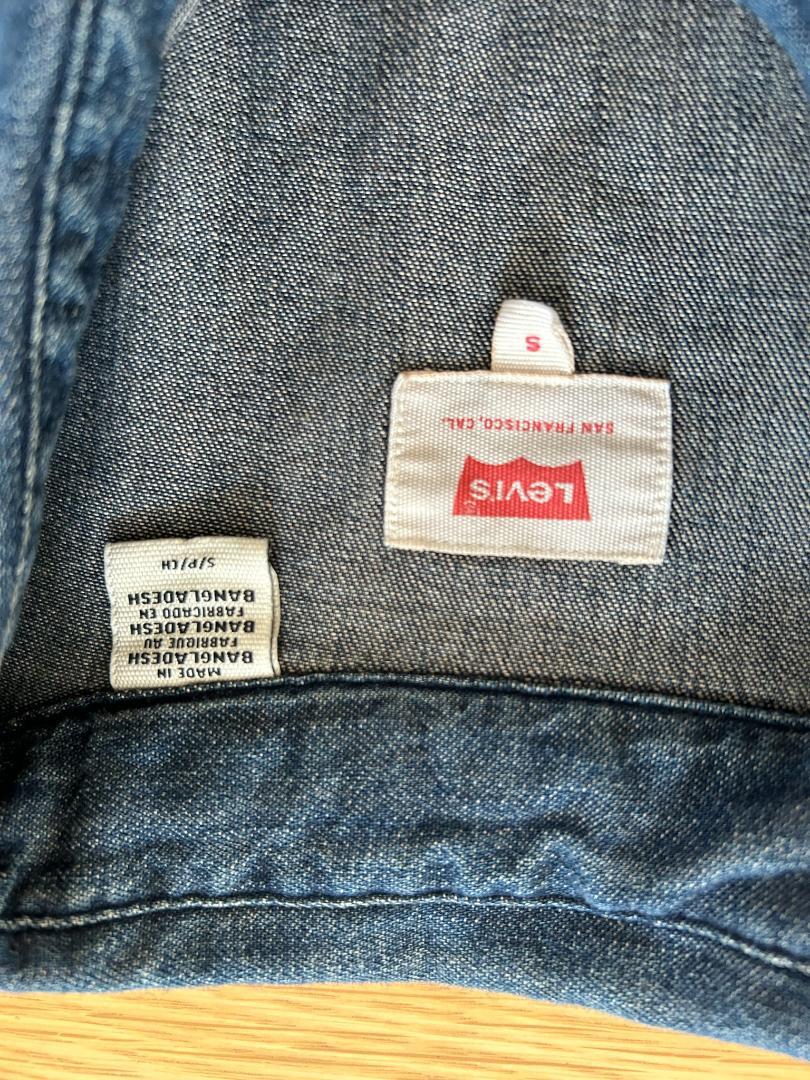 LEVI'S
SAN FRANCISCO, CAL.
S
MADE IN
BANGLADESH
FABRIQUE AU
BANGLADESH
FABRICADO EN
BANGLADESH
S/P/CH